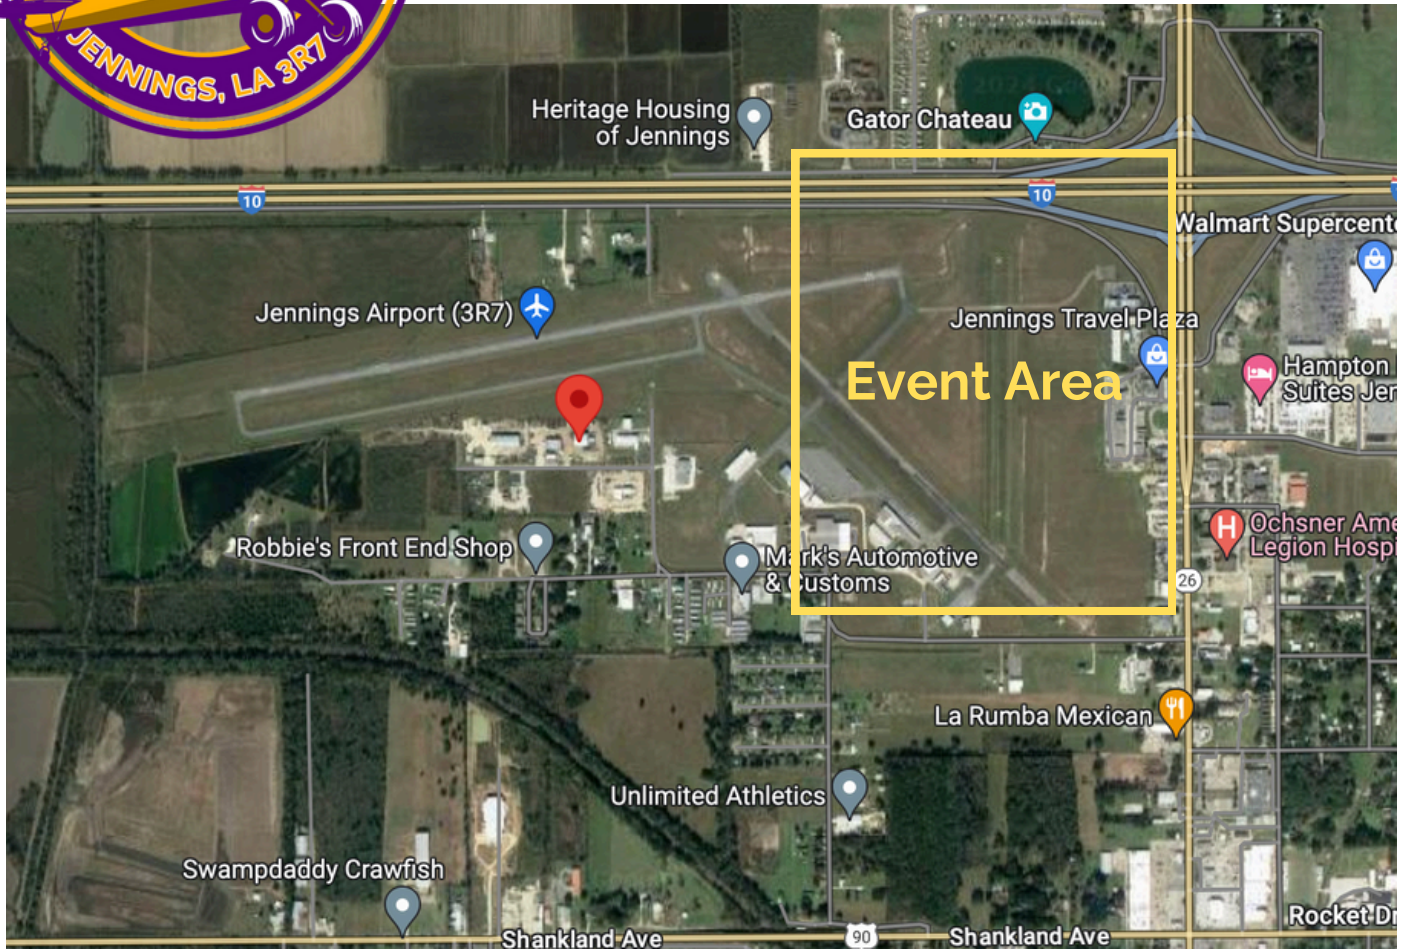 JENNINGS, LA 3R7
Heritage Housing
of Jennings
Gator Chateau
10
10
Walmart Supercente
Jennings Airport (3R7)
Jennings Travel Plaza
Event Area
Hampton
Suites Jen
Robbie's Front End Shop
Mark's Automotive
& Customs
H
Ochsner Ame
Legion Hospi
26
La Rumba Mexican
Unlimited Athletics
Swampdaddy Crawfish
Rocket Dr
Shankland Ave
90
Shankland Ave